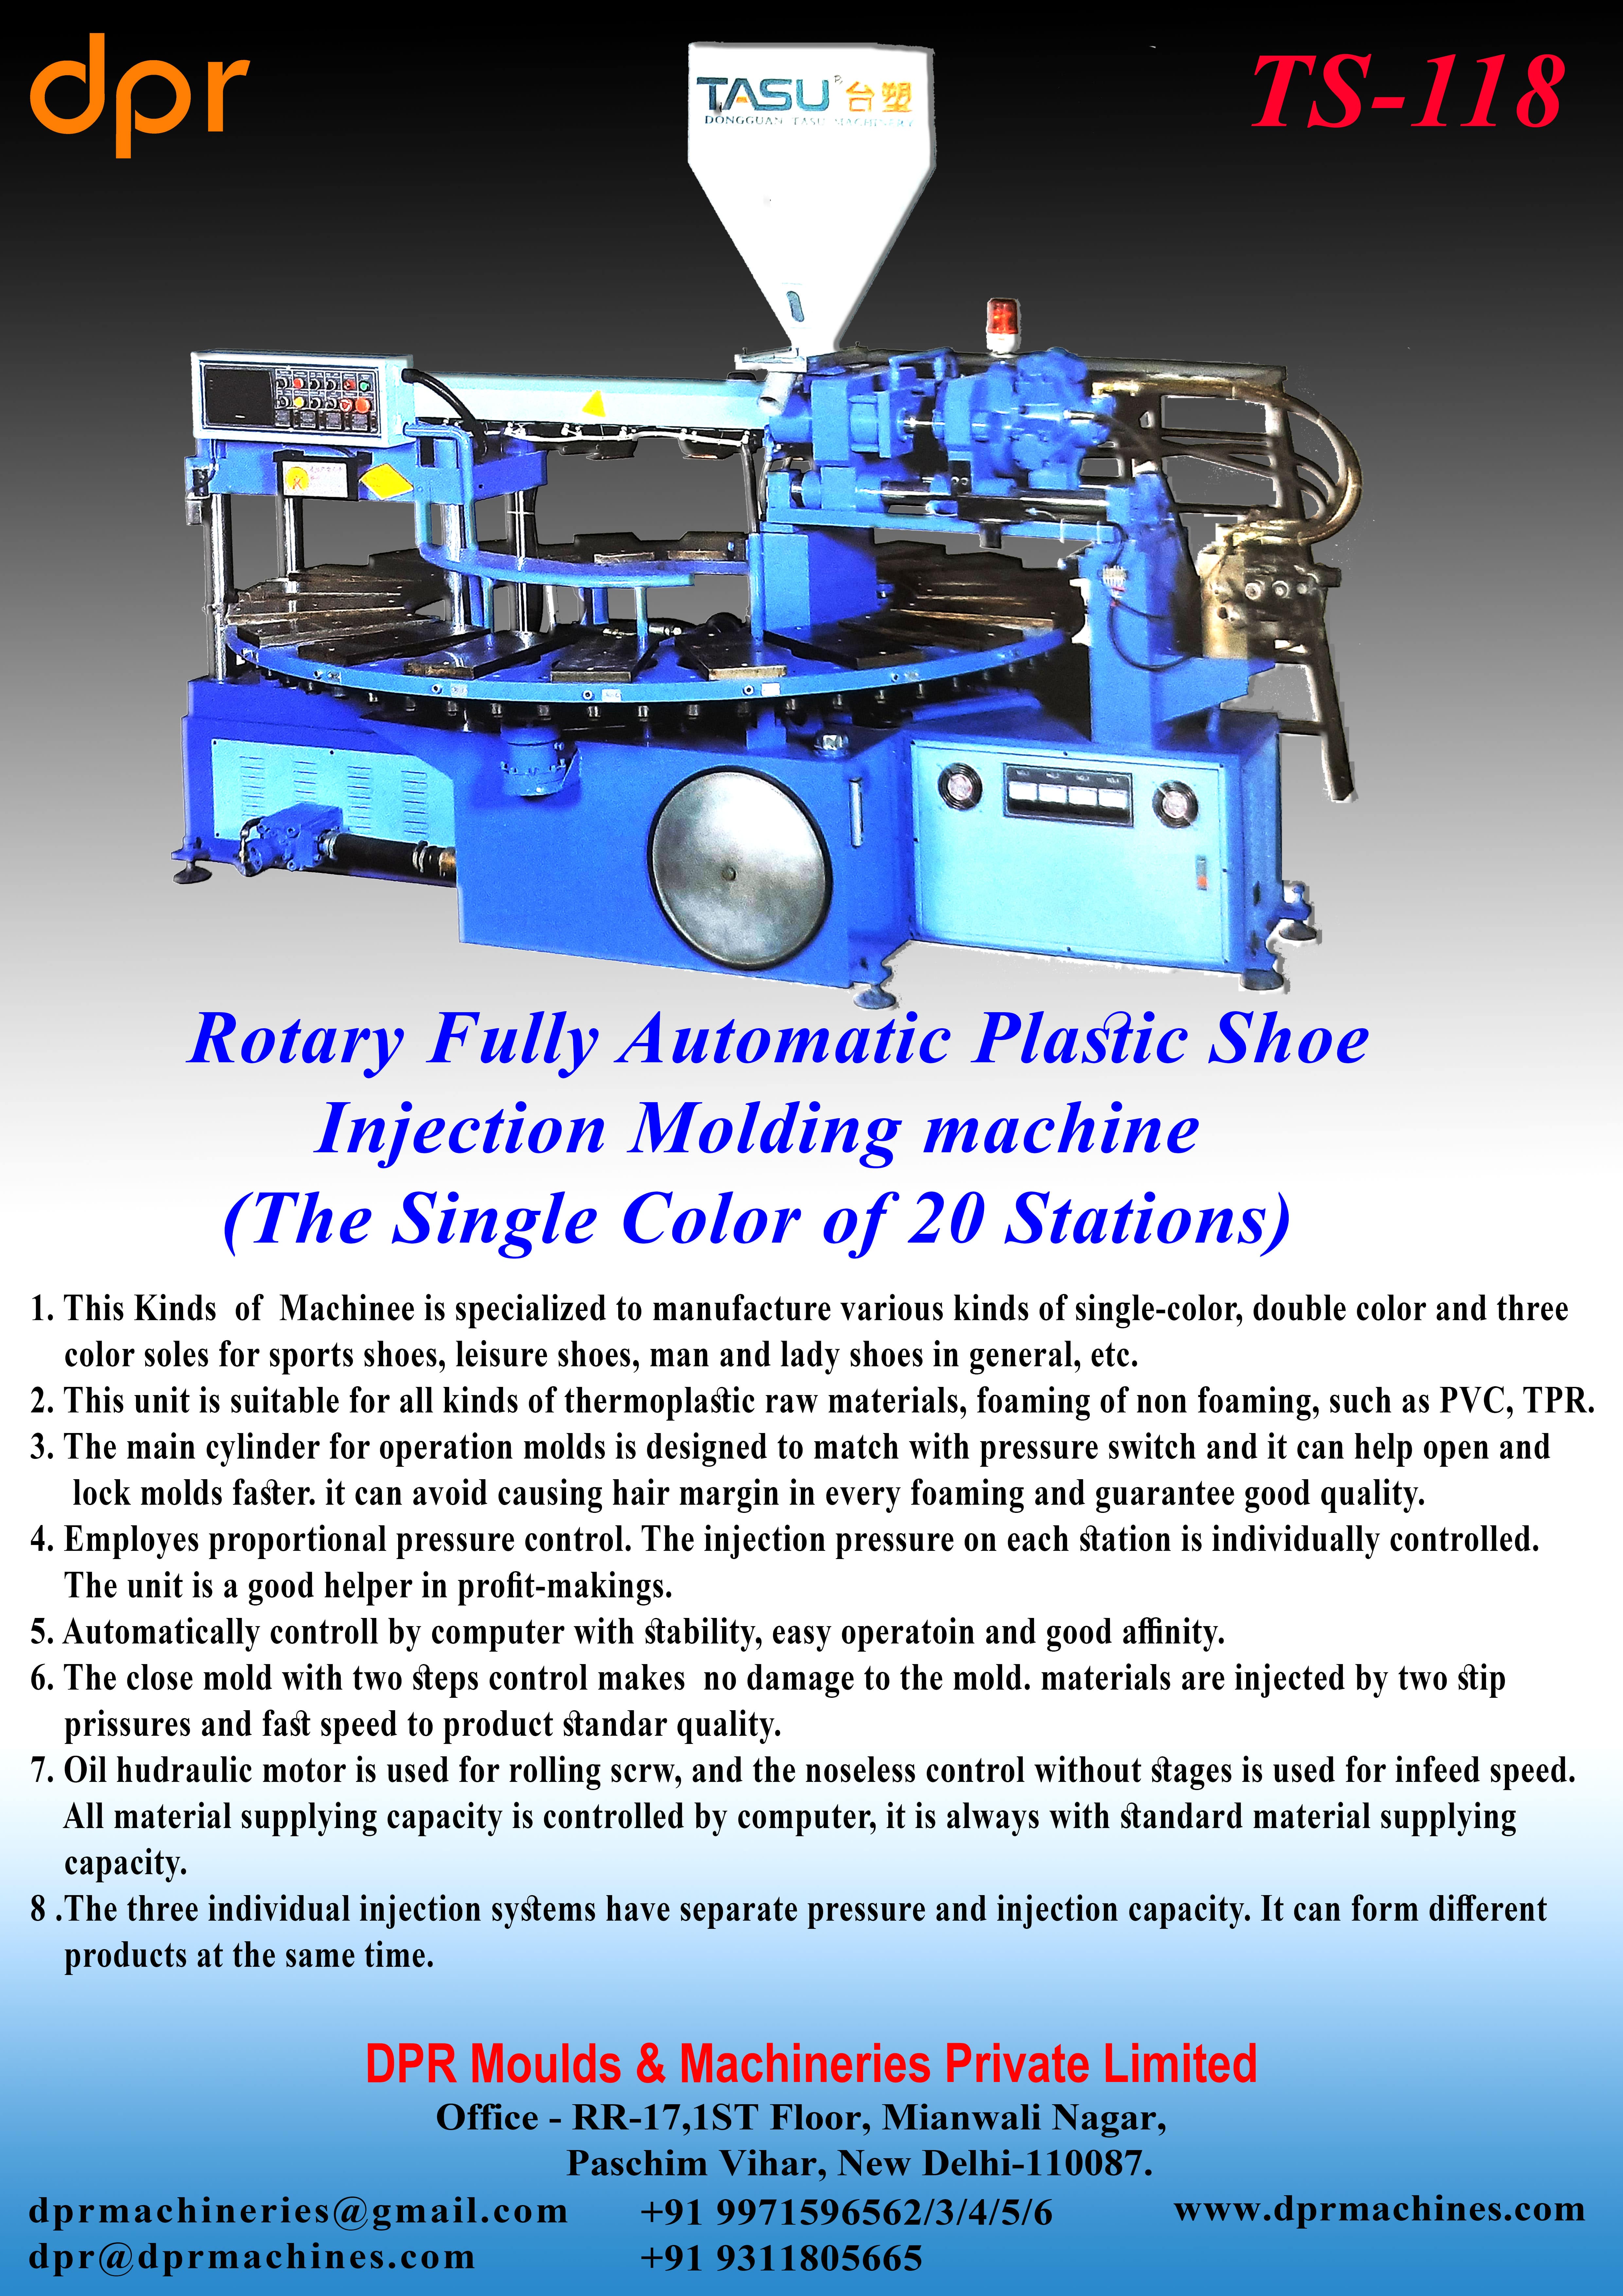 dpr
TS-118
TASU 台塑
DONGGUAN TASU MACHINERY
Rotary Fully Automatic Plastic Shoe
Injection Molding machine
(The Single Color of 20 Stations)
1. This Kinds of Machinee is specialized to manufacture various kinds of single-color, double color and three
color soles for sports shoes, leisure shoes, man and lady shoes in general, etc.
2. This unit is suitable for all kinds of thermoplastic raw materials, foaming of non foaming, such as PVC, TPR.
3. The main cylinder for operation molds is designed to match with pressure switch and it can help open and
lock molds faster. it can avoid causing hair margin in every foaming and guarantee good quality.
4. Employes proportional pressure control. The injection pressure on each station is individually controlled.
The unit is a good helper in profit-makings.
5. Automatically controll by computer with stability, easy operatoin and good affinity.
6. The close mold with two steps control makes no damage to the mold. materials are injected by two stip
prissures and fast speed to product standar quality.
7. Oil hudraulic motor is used for rolling scrw, and the noseless control without stages is used for infeed speed.
All material supplying capacity is controlled by computer, it is always with standard material supplying
capacity.
8 .The three individual injection systems have separate pressure and injection capacity. It can form different
products at the same time.
DPR Moulds & Machineries Private Limited
Office - RR-17,1ST Floor, Mianwali Nagar,
Paschim Vihar, New Delhi-110087.
dprmachineries@gmail.com +91 9971596562/3/4/5/6 www.dprmachines.com
dpr@dprmachines.com +91 9311805665